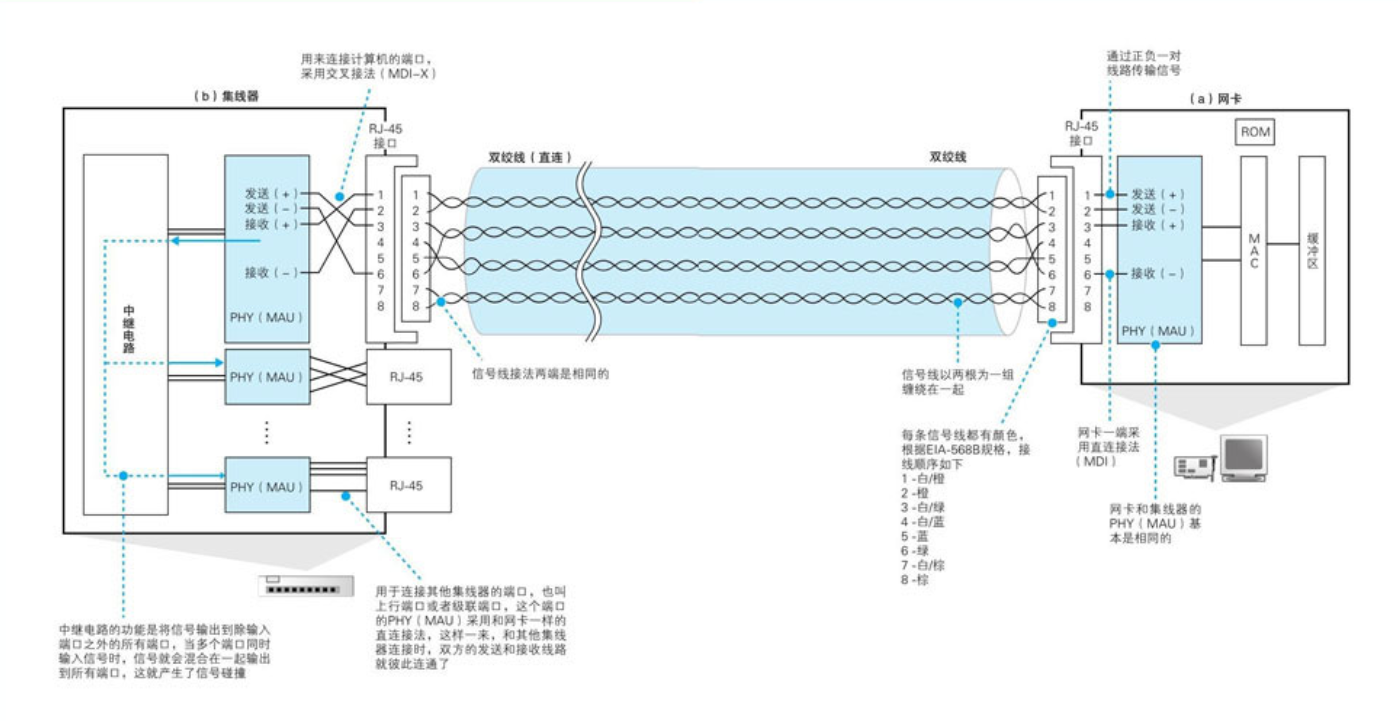 用来连接计算机的端口，
采用交叉接法（MDI-X）
通过正负一对
线路传输信号
（b）集线器
（a）网卡
RJ-45
接口
双绞线（直连）
双绞线
RJ-45
接口
ROM
发送（+）
发送（-）
接收（+）
接收（-）
PHY（MAU）
1
2
3
4
5
6
7
8
1
2
3
4
5
6
7
8
1
2
3
4
5
6
7
8
1
2
3
4
5
6
7
8
发送（+）
发送（-）
接收（+）
接收（-）
PHY（MAU）
MAC
缓冲区
中继电路
PHY（MAU）
RJ-45
PHY（MAU）
RJ-45
信号线接法两端是相同的
信号线以两根为一组
缠绕在一起
每条信号线都有颜色，
根据EIA-568B规格，接
线顺序如下
1 -白/橙
2 -橙
3 -白/绿
4 -白/蓝
5 -蓝
6 -绿
7 -白/棕
8 -棕
网卡一端采
用直连接法
（MDI）
网卡和集线器的
PHY（MAU）基
本是相同的
用于连接其他集线器的端口，也叫
上行端口或者级联端口，这个端口
的PHY（MAU）采用和网卡一样的
直连接法，这样一来，和其他集线
器连接时，双方的发送和接收线路
就彼此连通了
中继电路的功能是将信号输出到除输入
端口之外的所有端口，当多个端口同时
输入信号时，信号就会混合在一起输出
到所有端口，这就产生了信号碰撞